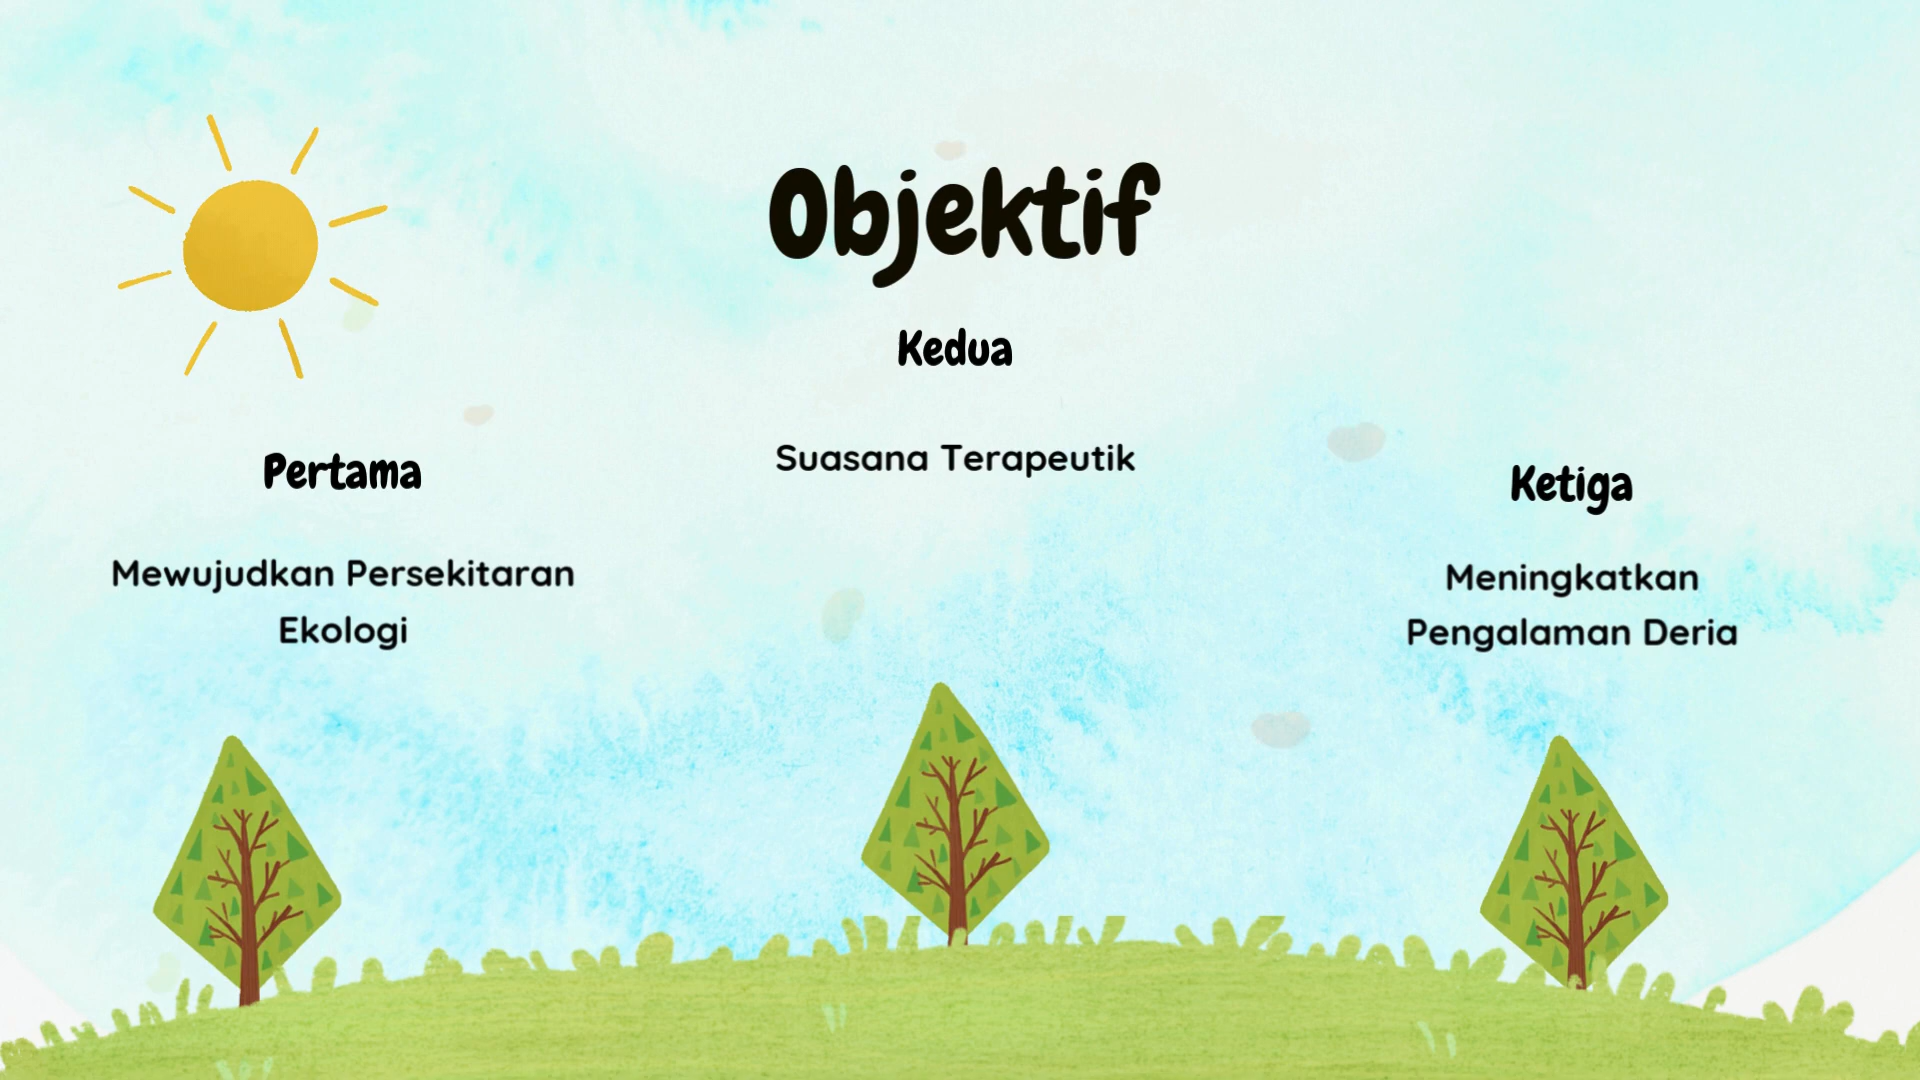 Objektif
Pertama
Mewujudkan Persekitaran
Ekologi
Kedua
Suasana Terapeutik
Ketiga
Meningkatkan
Pengalaman Deria